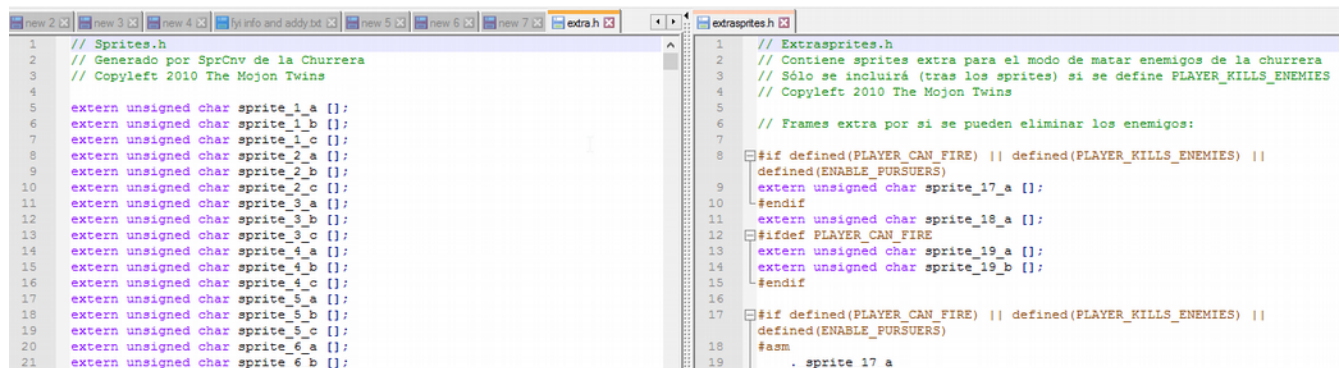 new 2
new 3
new 4
fyi info and addy.txt
new 5
new 6
new 7
extra.h
1 // Sprites.h
2 // Generado por SprCnv de la Churrera
3 // Copyleft 2010 The Mojon Twins
4
5 extern unsigned char sprite_1_a [];
6 extern unsigned char sprite_1_b [];
7 extern unsigned char sprite_1_c [];
8 extern unsigned char sprite_2_a [];
9 extern unsigned char sprite_2_b [];
10 extern unsigned char sprite_2_c [];
11 extern unsigned char sprite_3_a [];
12 extern unsigned char sprite_3_b [];
13 extern unsigned char sprite_3_c [];
14 extern unsigned char sprite_4_a [];
15 extern unsigned char sprite_4_b [];
16 extern unsigned char sprite_4_c [];
17 extern unsigned char sprite_5_a [];
18 extern unsigned char sprite_5_b [];
19 extern unsigned char sprite_5_c [];
20 extern unsigned char sprite_6_a [];
21 extern unsigned char sprite_6_b [];
extrasprites.h
1 // Extrasprites.h
2 // Contiene sprites extra para el modo de matar enemigos de la churrera
3 // Sólo se incluirá (tras los sprites) si se define PLAYER_KILLS_ENEMIES
4 // Copyleft 2010 The Mojon Twins
5
6 // Frames extra por si se pueden eliminar los enemigos:
7
8 #if defined(PLAYER_CAN_FIRE) || defined(PLAYER_KILLS_ENEMIES) ||
defined(ENABLE_PURSUERS)
9 extern unsigned char sprite_17_a [];
10 #endif
11 extern unsigned char sprite_18_a [];
12 #ifdef PLAYER_CAN_FIRE
13 extern unsigned char sprite_19_a [];
14 extern unsigned char sprite_19_b [];
15 #endif
16
17 #if defined(PLAYER_CAN_FIRE) || defined(PLAYER_KILLS_ENEMIES) ||
defined(ENABLE_PURSUERS)
18 #asm
19 . sprite_17_a